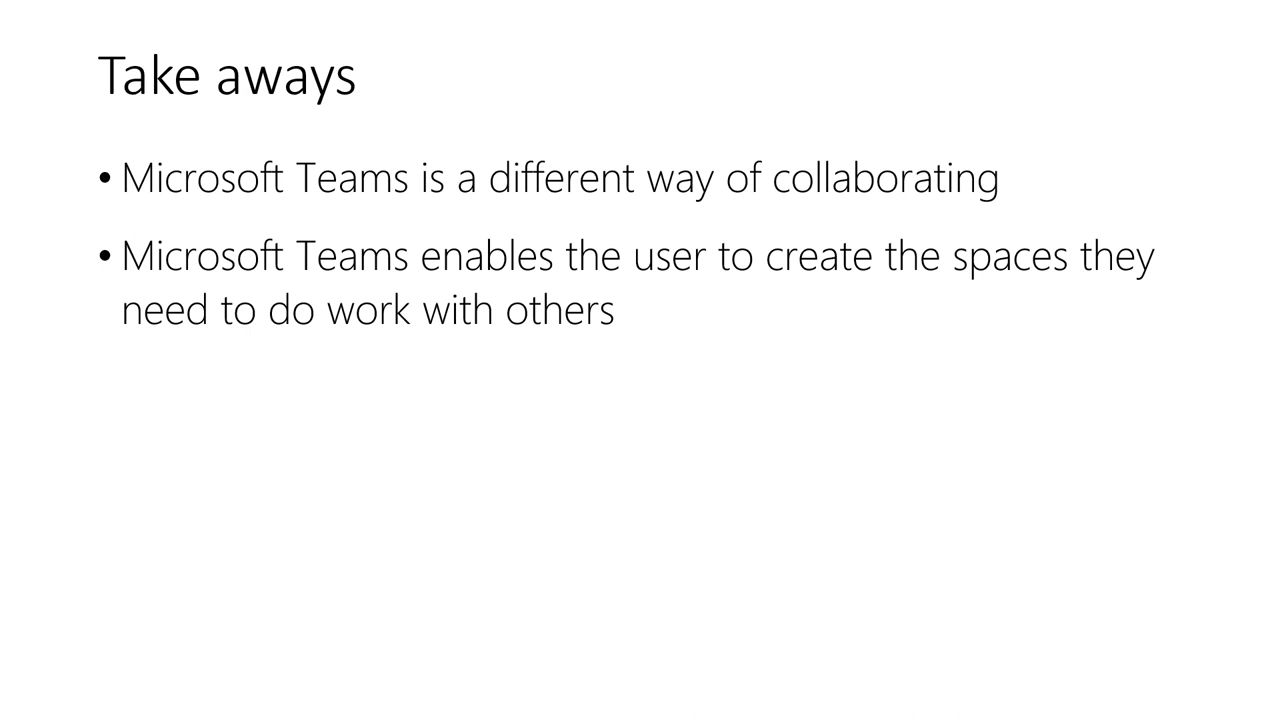 Take aways
• Microsoft Teams is a different way of collaborating
• Microsoft Teams enables the user to create the spaces they
need to do work with others